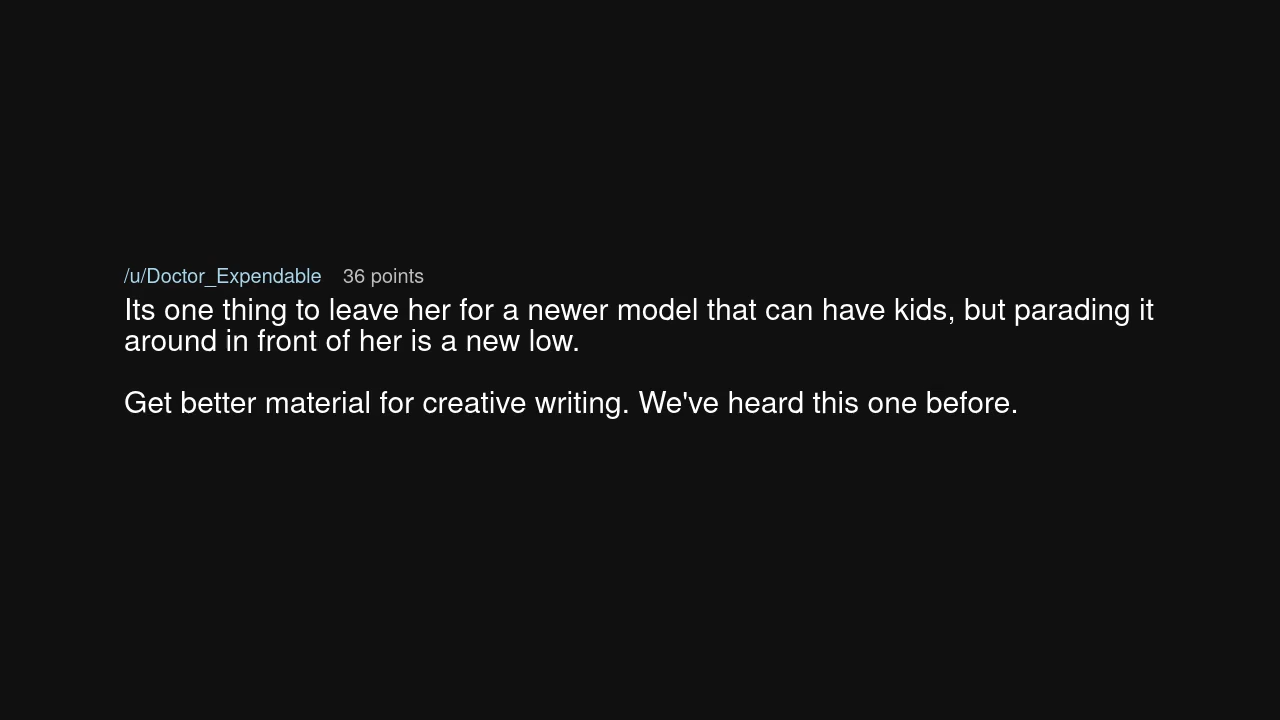 /u/Doctor_Expendable 36 points
Its one thing to leave her for a newer model that can have kids, but parading it
around in front of her is a new low.
Get better material for creative writing. We've heard this one before.